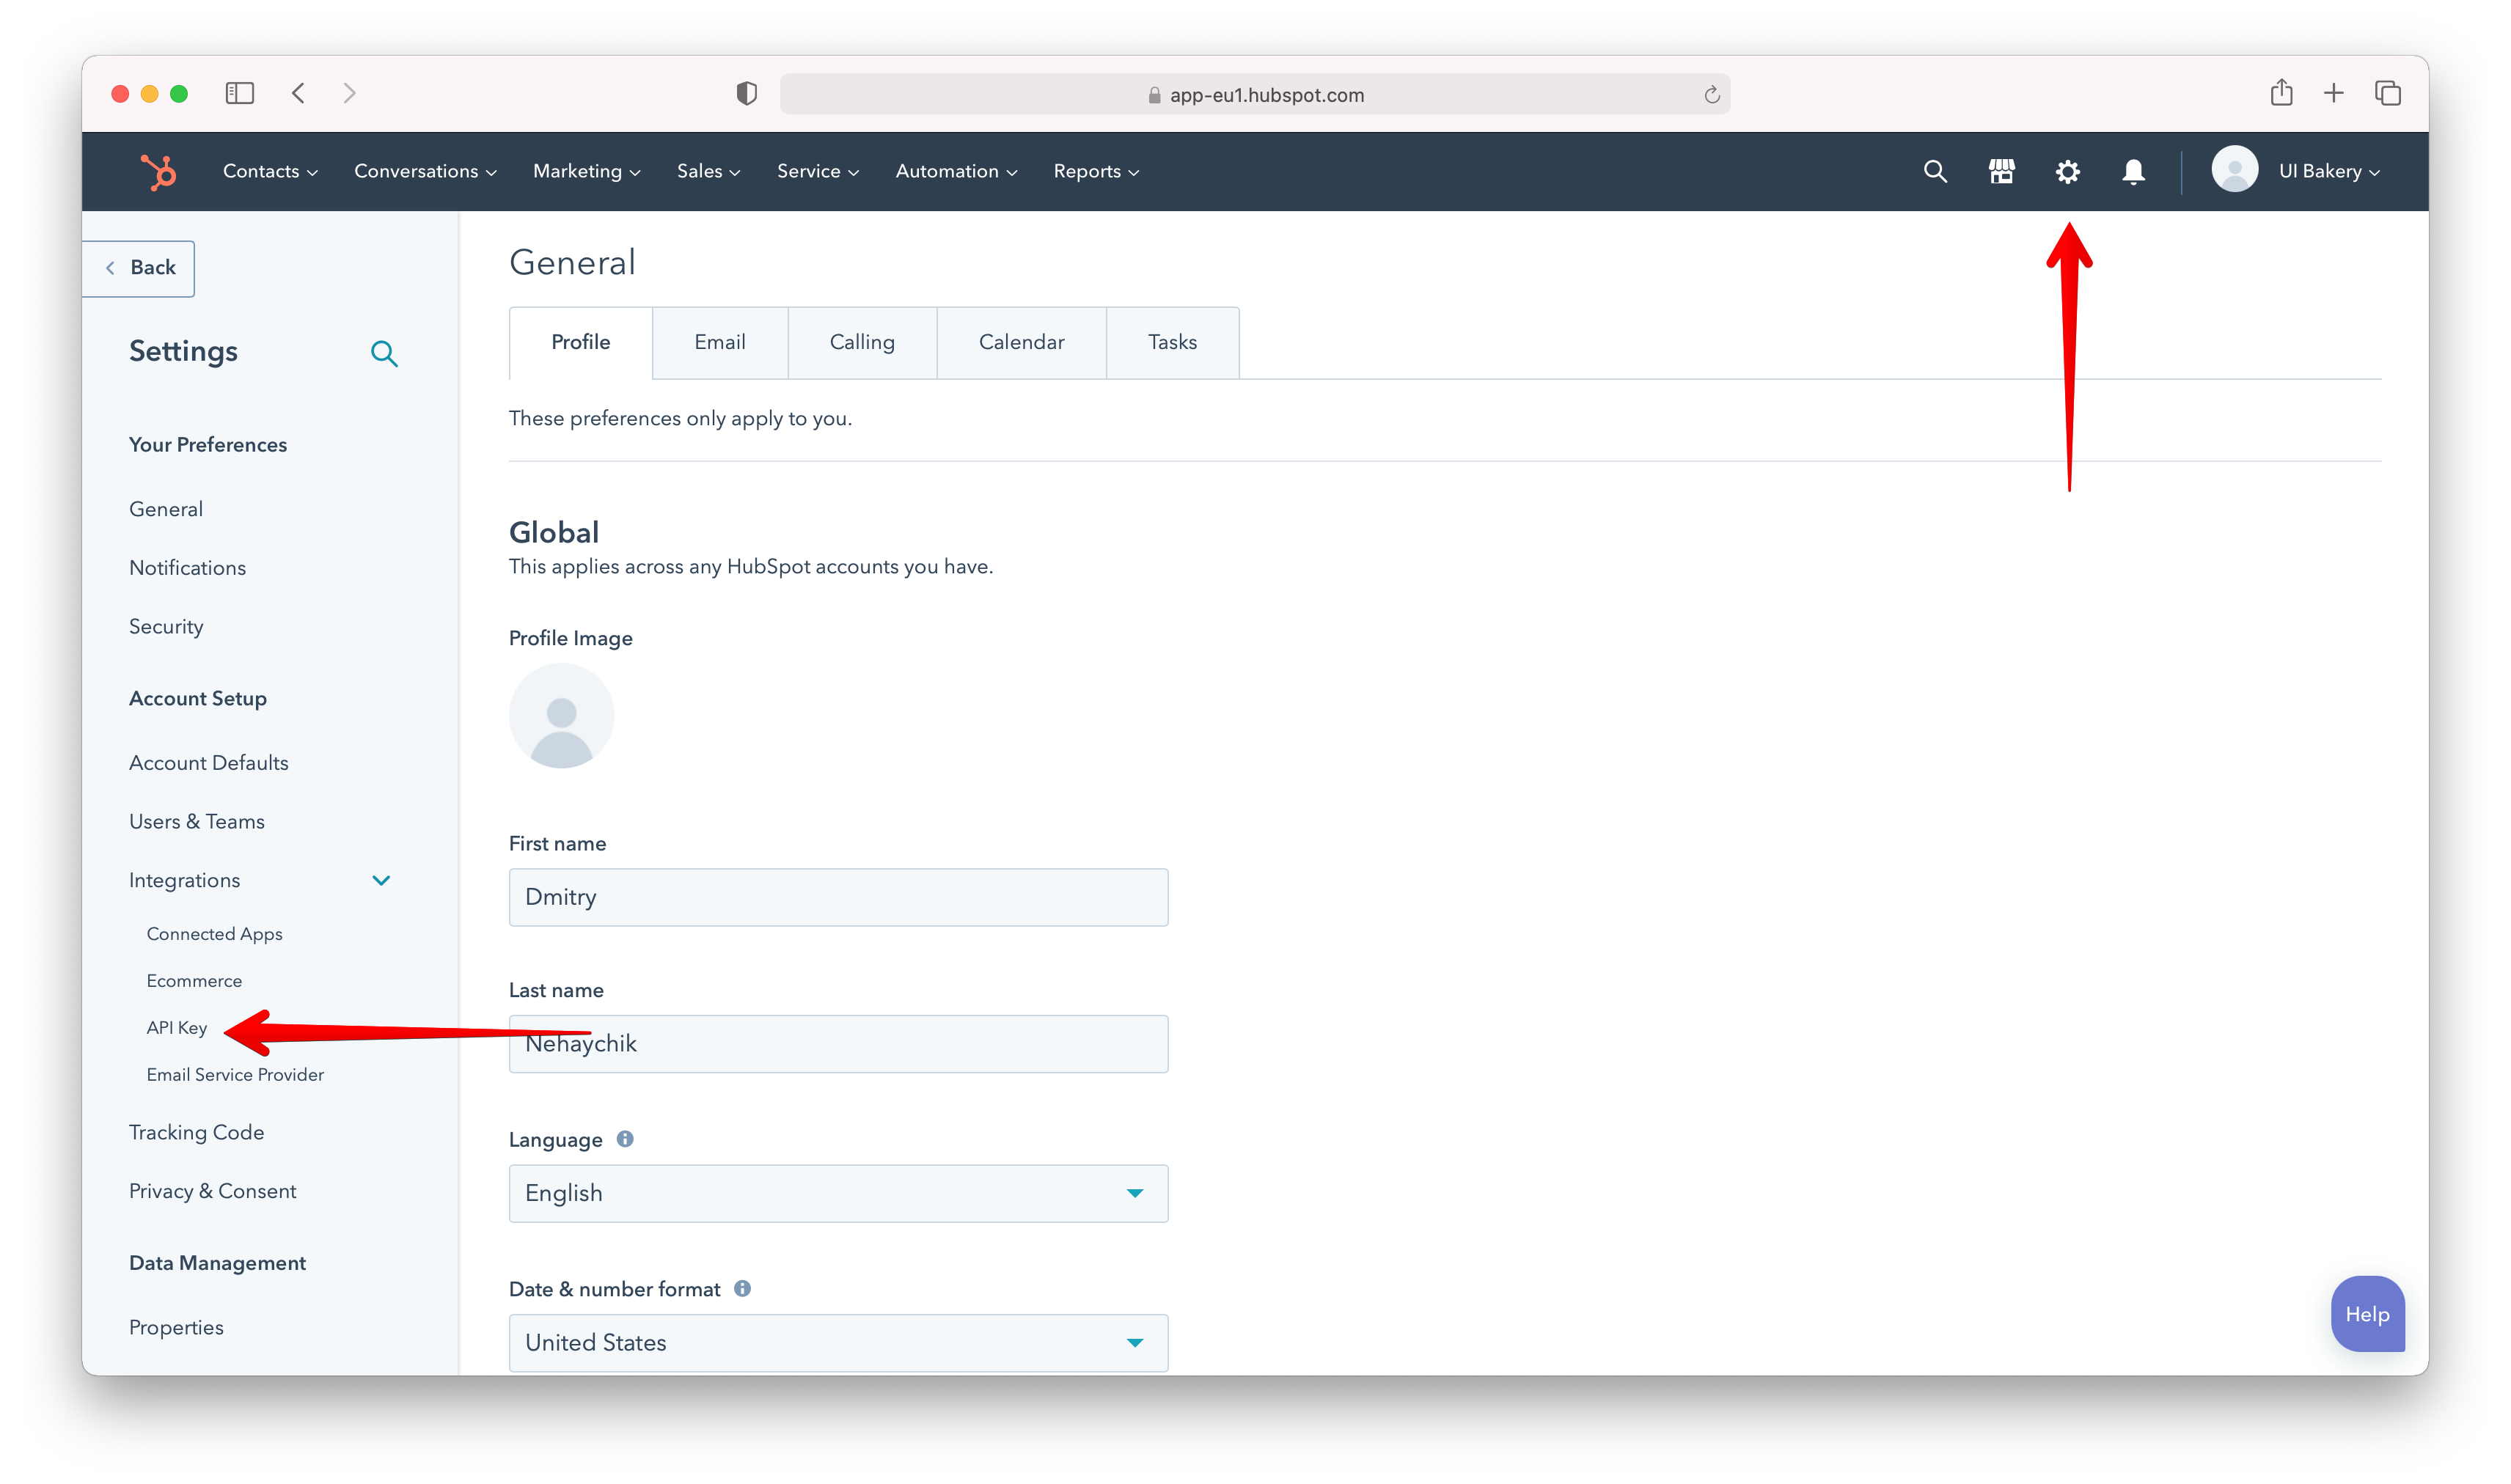 app-eu1.hubspot.com
Contacts Conversations Marketing Sales Service Automation Reports UI Bakery
Back
Settings
Your Preferences
General
Notifications
Security
Account Setup
Account Defaults
Users & Teams
Integrations
Connected Apps
Ecommerce
API Key
Email Service Provider
Tracking Code
Privacy & Consent
Data Management
Properties
General
Profile Email Calling Calendar Tasks
These preferences only apply to you.
Global
This applies across any HubSpot accounts you have.
Profile Image
First name
Dmitry
Last name
Nehaychik
Language
English
Date & number format
United States
Help